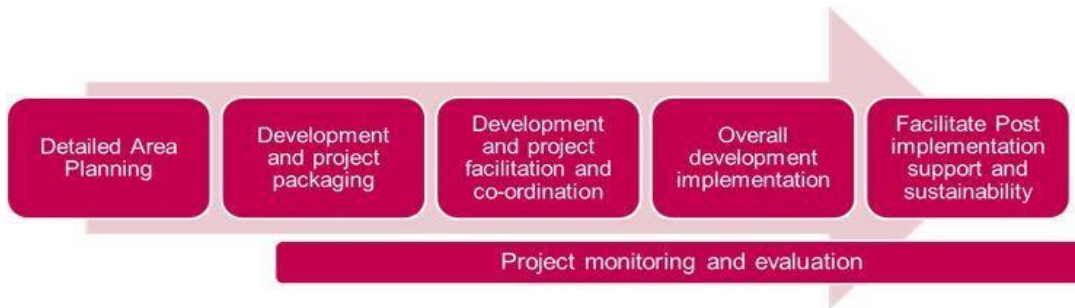 Detailed Area
Planning
Development
and project
packaging
Development
and project
facilitation and
co-ordination
Overall
development
implementation
Facilitate Post
implementation
support and
sustainability
Project monitoring and evaluation